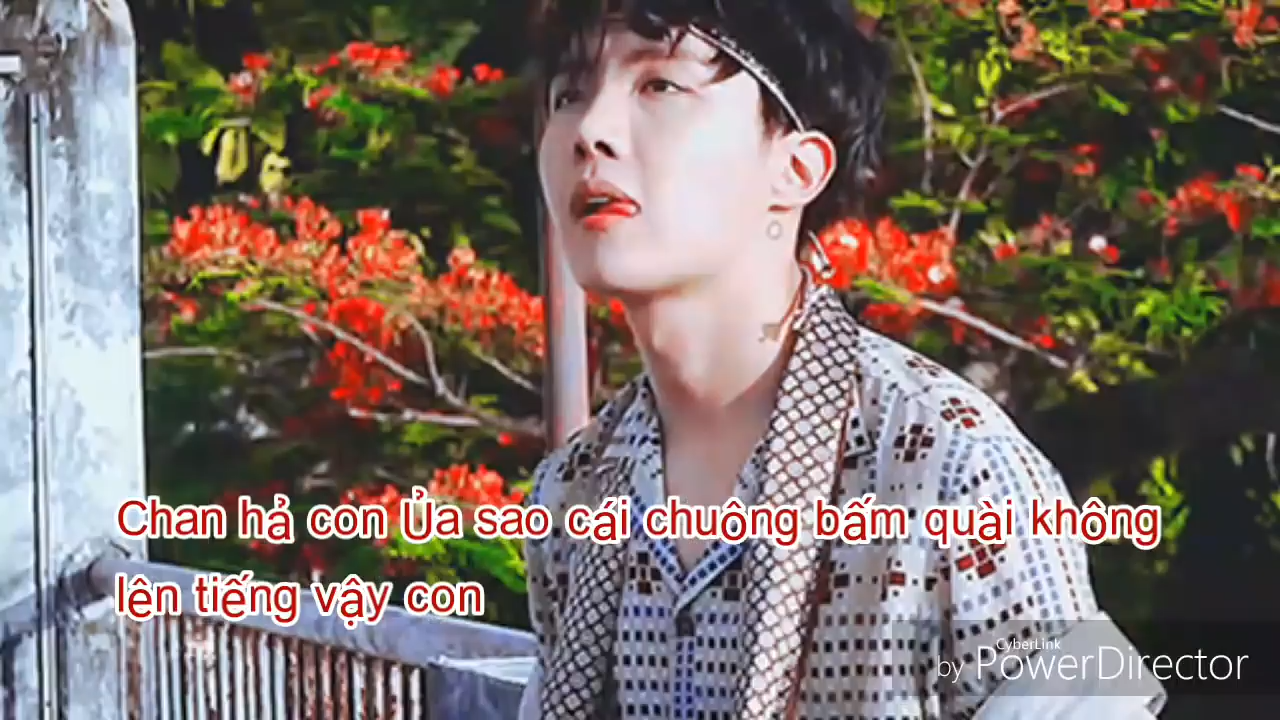 Chan hả con Ủa sao cái chuông bấm quài không
lên tiếng vậy con
CyberLink
by PowerDirector